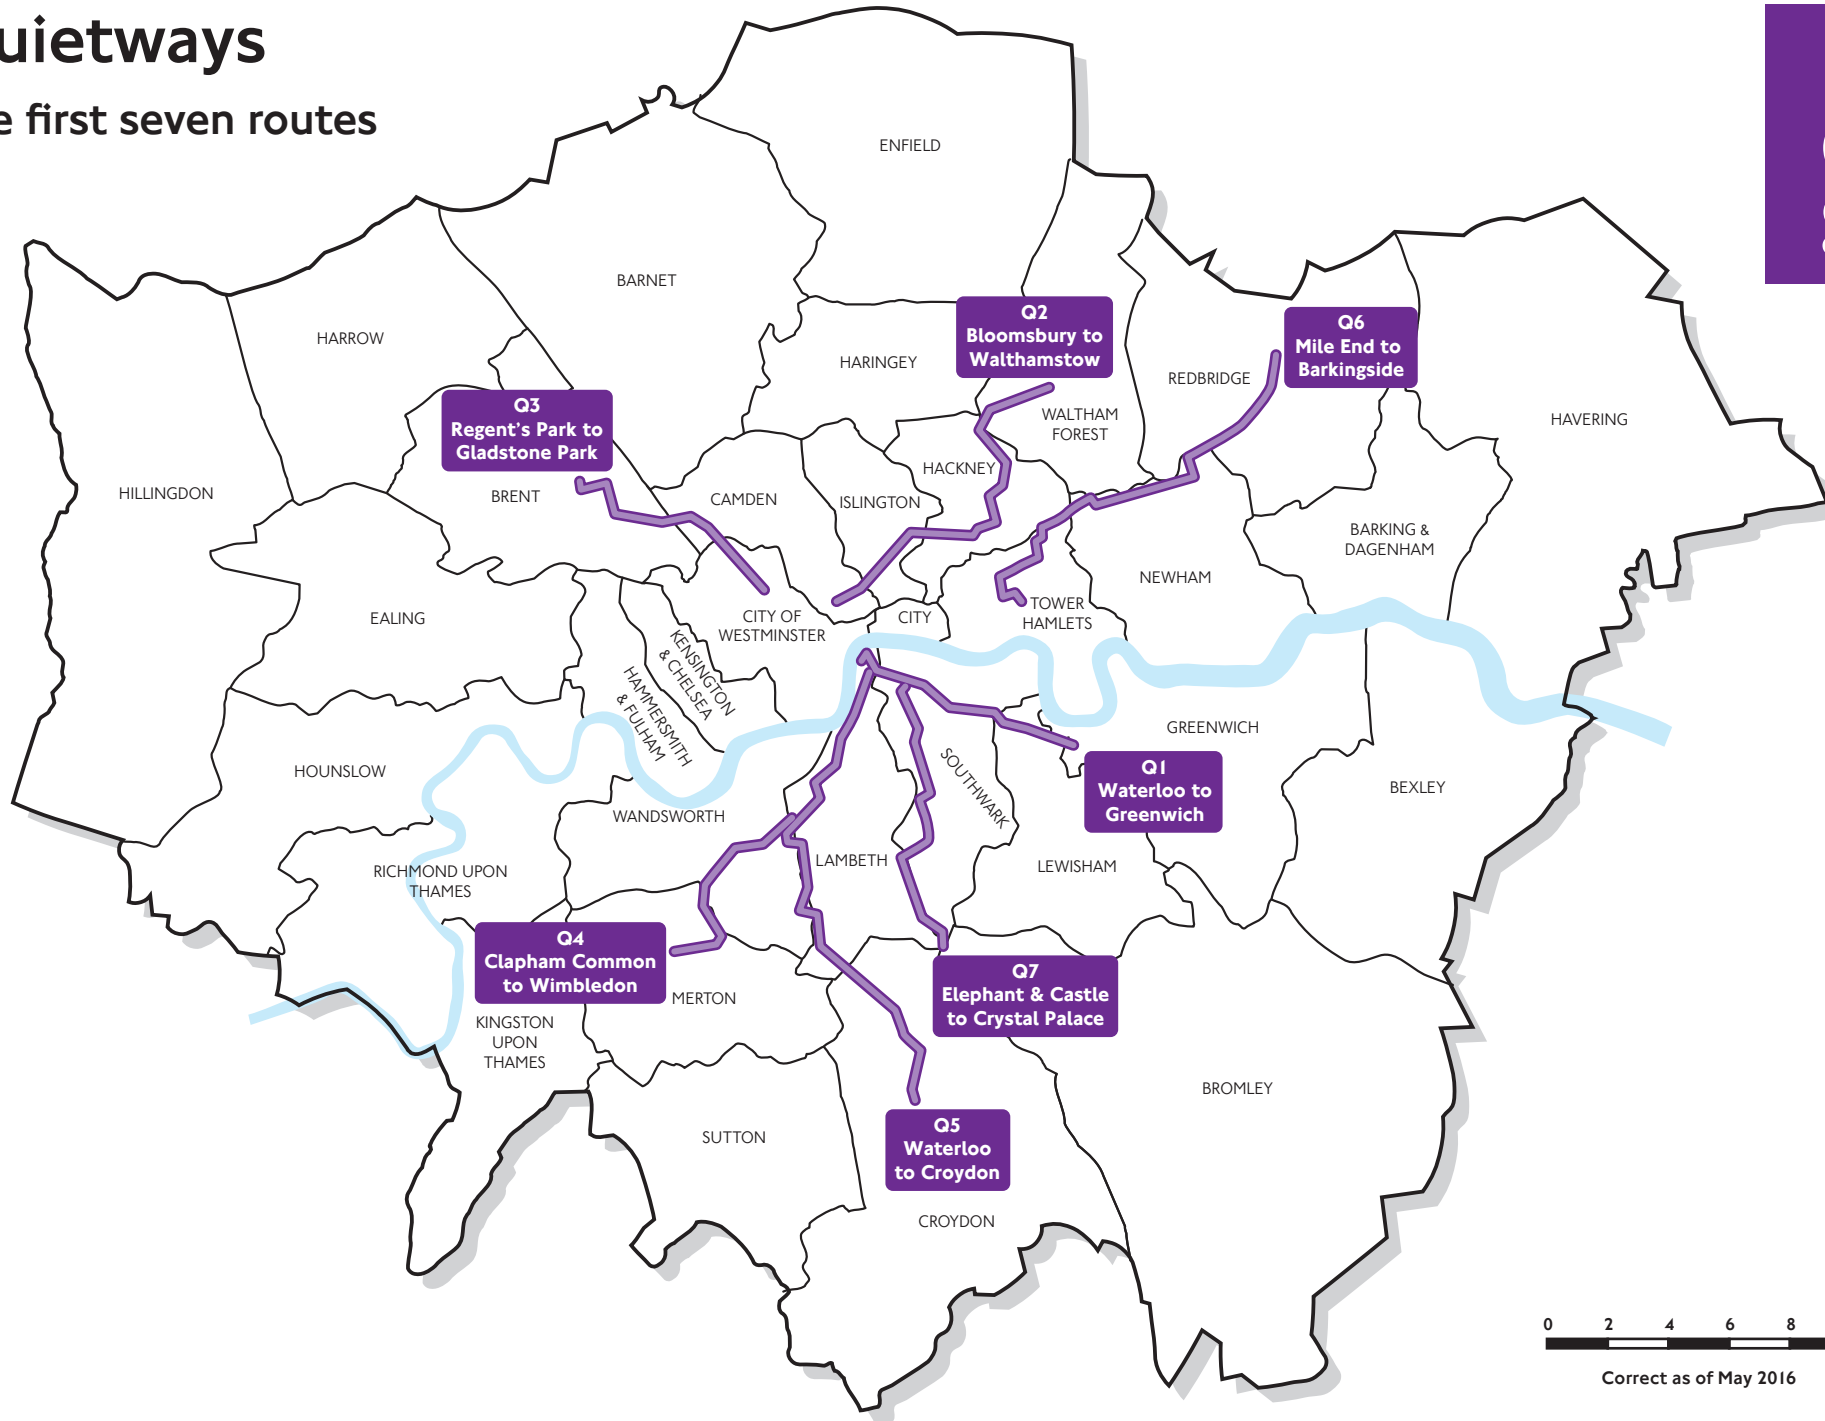 uietways
e first seven routes
ENFIELD
BARNET
HARROW
HARINGEY
Q2
Bloomsbury to
Walthamstow
Q6
Mile End to
Barkingside
REDBRIDGE
WALTHAM
FOREST
HAVERING
Q3
Regent's Park to
Gladstone Park
HILLINGDON
BRENT
CAMDEN
ISLINGTON
HACKNEY
BARKING &
DAGENHAM
NEWHAM
EALING
CITY OF
WESTMINSTER
CITY
TOWER
HAMLETS
KENSINGTON
& CHELSEA
HAMMERSMITH
& FULHAM
HOUNSLOW
GREENWICH
SOUTHWARK
Q1
Waterloo to
Greenwich
BEXLEY
WANDSWORTH
RICHMOND UPON
THAMES
LAMBETH
LEWISHAM
Q4
Clapham Common
to Wimbledon
MERTON
Q7
Elephant & Castle
to Crystal Palace
KINGSTON
UPON
THAMES
BROMLEY
SUTTON
Q5
Waterloo
to Croydon
CROYDON
0 2 4 6 8
Correct as of May 2016